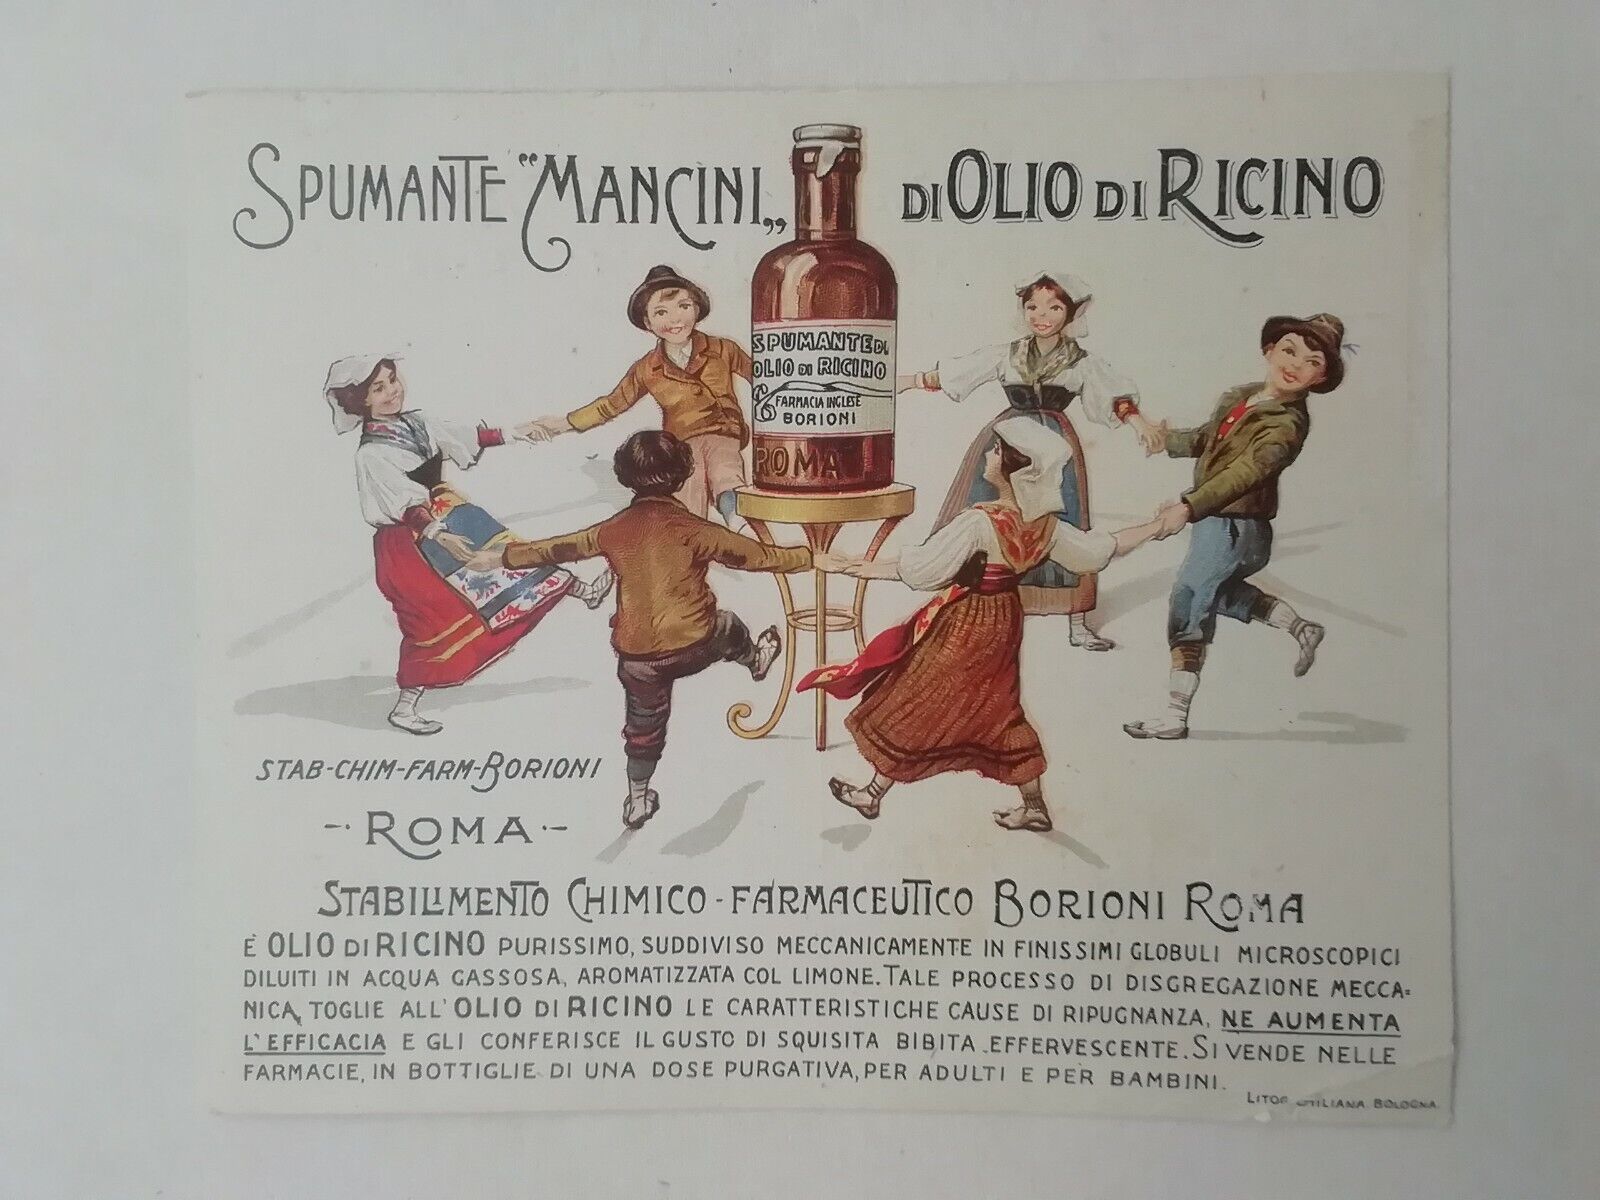 SPUMANTE "MANCINI„ DI OLIO DI RICINO
SPUMANTE DI
OLIO DI RICINO
FARMACIA INGLESE
BORIONI
ROMA
STAB-CHIM-FARM-BORIONI
-· ROMA ·-
STABILIMENTO CHIMICO-FARMACEUTICO BORIONI ROMA
È OLIO DI RICINO PURISSIMO, SUDDIVISO MECCANICAMENTE IN FINISSIMI GLOBULI MICROSCOPICI
DILUITI IN ACQUA GASSOSA, AROMATIZZATA COL LIMONE. TALE PROCESSO DI DISGREGAZIONE MECCA=
NICA, TOGLIE ALL'OLIO DI RICINO LE CARATTERISTICHE CAUSE DI RIPUGNANZA, NE AUMENTA
L'EFFICACIA E GLI CONFERISCE IL GUSTO DI SQUISITA BIBITA EFFERVESCENTE. SI VENDE NELLE
FARMACIE, IN BOTTIGLIE DI UNA DOSE PURGATIVA, PER ADULTI E PER BAMBINI.
BOLOGNA